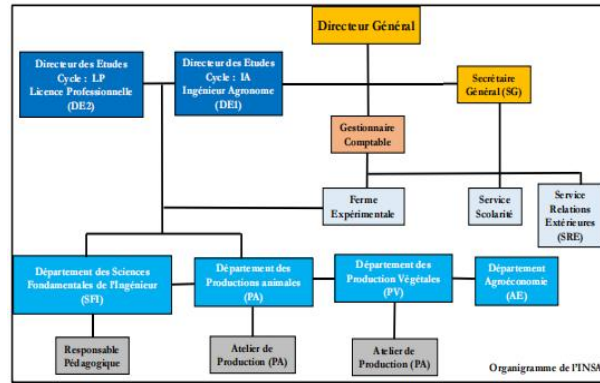 Directeur Général
Directeur des Etudes
Cycle : LP
Licence Professionnelle
(DE2)
Directeur des Etudes
Cycle : IA
Ingénieur Agronome
(DE1)
Secrétaire
Général (SG)
Gestionnaire
Comptable
Ferme
Expérimentale
Service
Scolarité
Service
Relations
Extérieures
(SRE)
Département des Sciences
Fondamentales de l'Ingénieur
(SFI)
Département des
Productions animales
(PA)
Département des
Production Végétales
(PV)
Département
Agroéconomie
(AE)
Responsable
Pédagogique
Atelier de
Production (PA)
Atelier de
Production (PA)
Organigramme de l'INSA